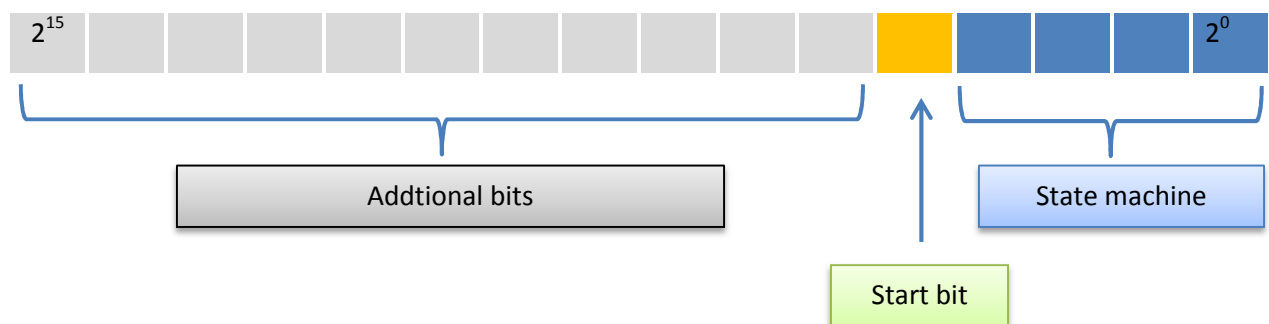 2¹⁵
2⁰
Addtional bits
State machine
Start bit